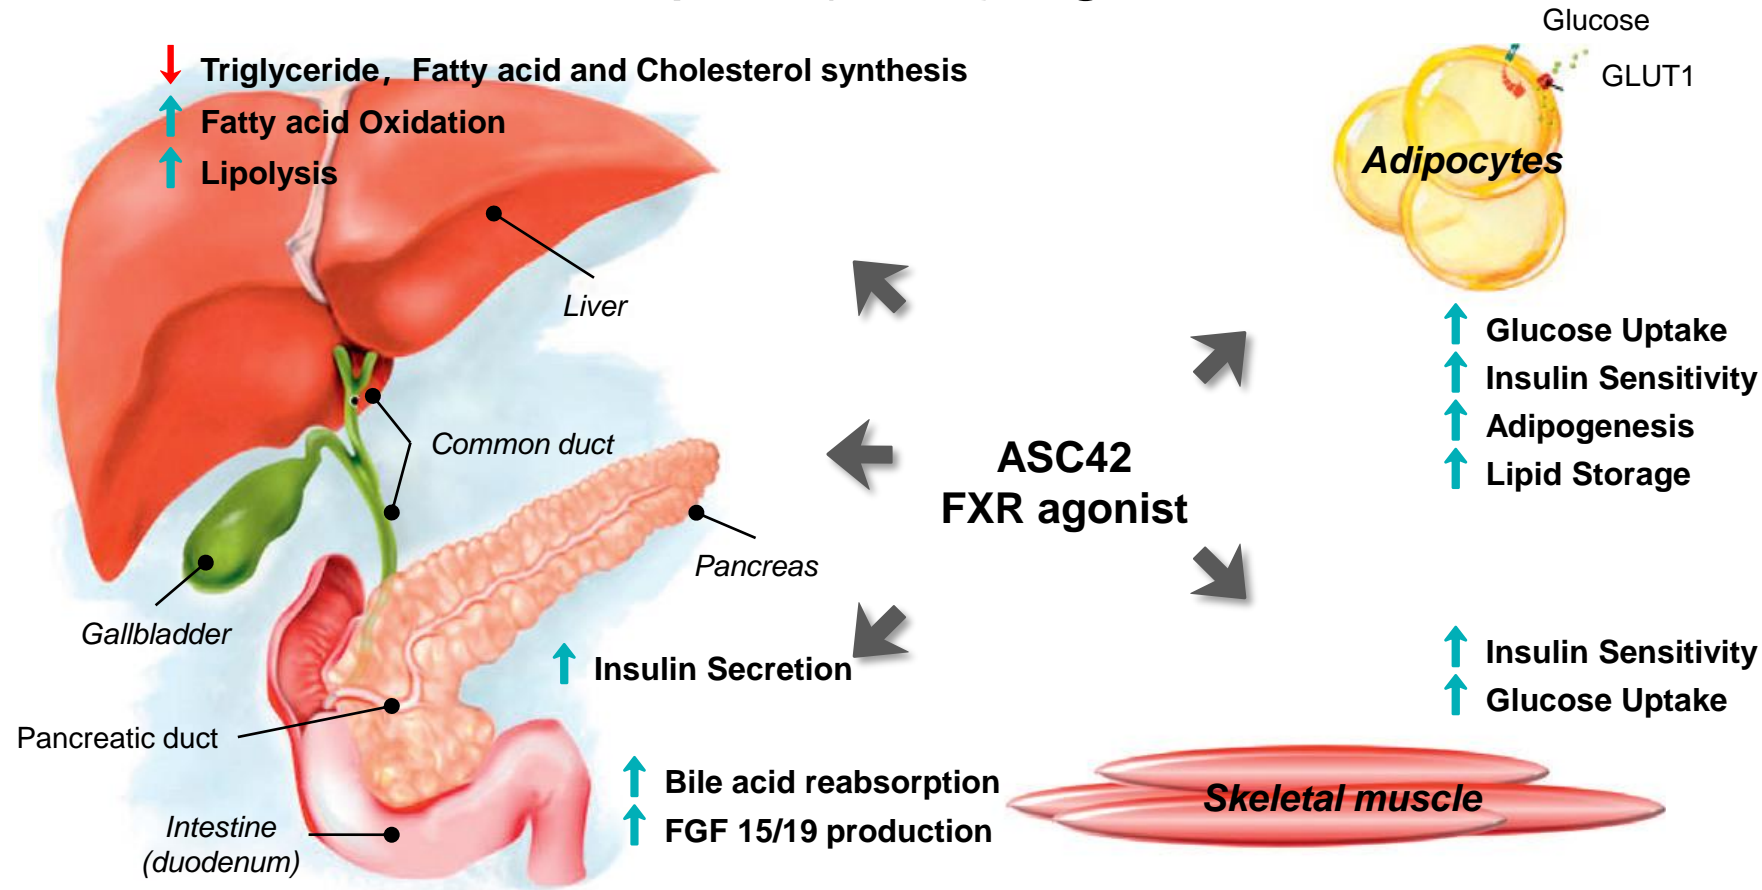 Triglyceride, Fatty acid and Cholesterol synthesis
Fatty acid Oxidation
Lipolysis
Liver
Common duct
Pancreas
Gallbladder
Insulin Secretion
Pancreatic duct
Bile acid reabsorption
FGF 15/19 production
Intestine
(duodenum)
ASC42
FXR agonist
Glucose
GLUT1
Adipocytes
Glucose Uptake
Insulin Sensitivity
Adipogenesis
Lipid Storage
Insulin Sensitivity
Glucose Uptake
Skeletal muscle